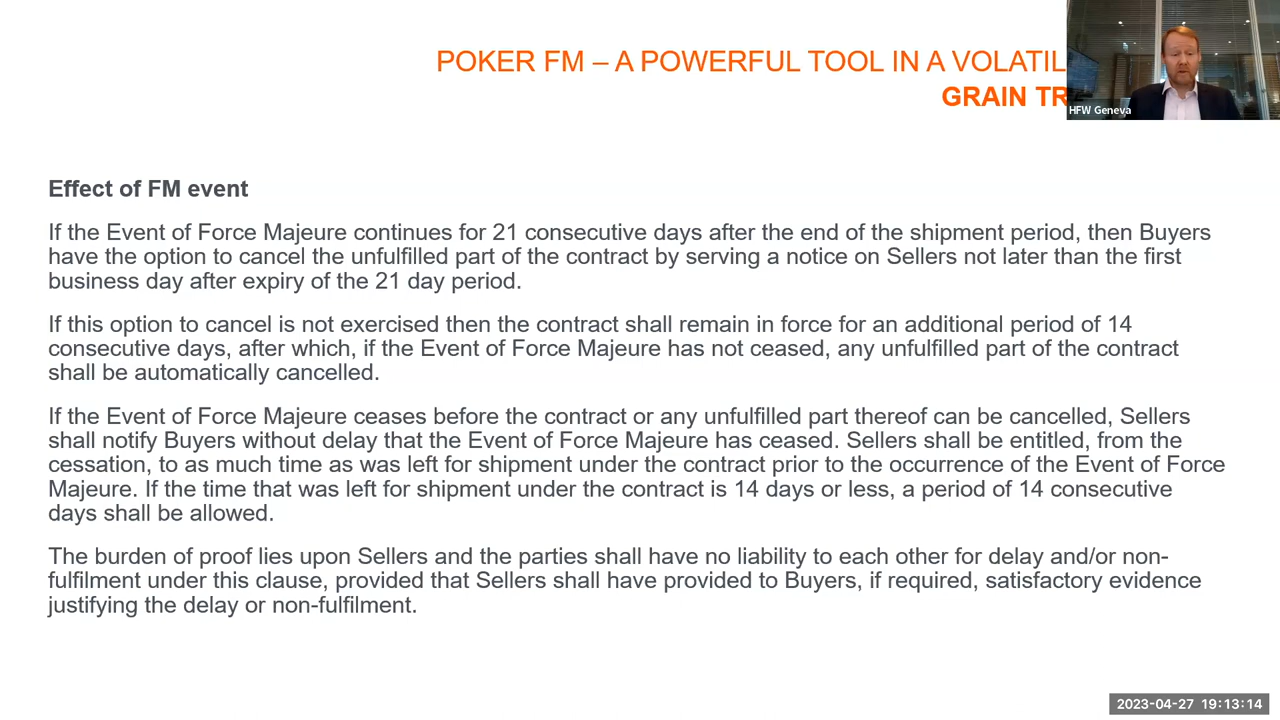 POKER FM – A POWERFUL TOOL IN A
GRAIN
HFW Geneva
Effect of FM event
If the Event of Force Majeure continues for 21 consecutive days after the end of the shipment period, then Buyers
have the option to cancel the unfulfilled part of the contract by serving a notice on Sellers not later than the first
business day after expiry of the 21 day period.
If this option to cancel is not exercised then the contract shall remain in force for an additional period of 14
consecutive days, after which, if the Event of Force Majeure has not ceased, any unfulfilled part of the contract
shall be automatically cancelled.
If the Event of Force Majeure ceases before the contract or any unfulfilled part thereof can be cancelled, Sellers
shall notify Buyers without delay that the Event of Force Majeure has ceased. Sellers shall be entitled, from the
cessation, to as much time as was left for shipment under the contract prior to the occurrence of the Event of Force
Majeure. If the time that was left for shipment under the contract is 14 days or less, a period of 14 consecutive
days shall be allowed.
The burden of proof lies upon Sellers and the parties shall have no liability to each other for delay and/or non-
fulfilment under this clause, provided that Sellers shall have provided to Buyers, if required, satisfactory evidence
justifying the delay or non-fulfilment.
2023-04-27 19:13:14